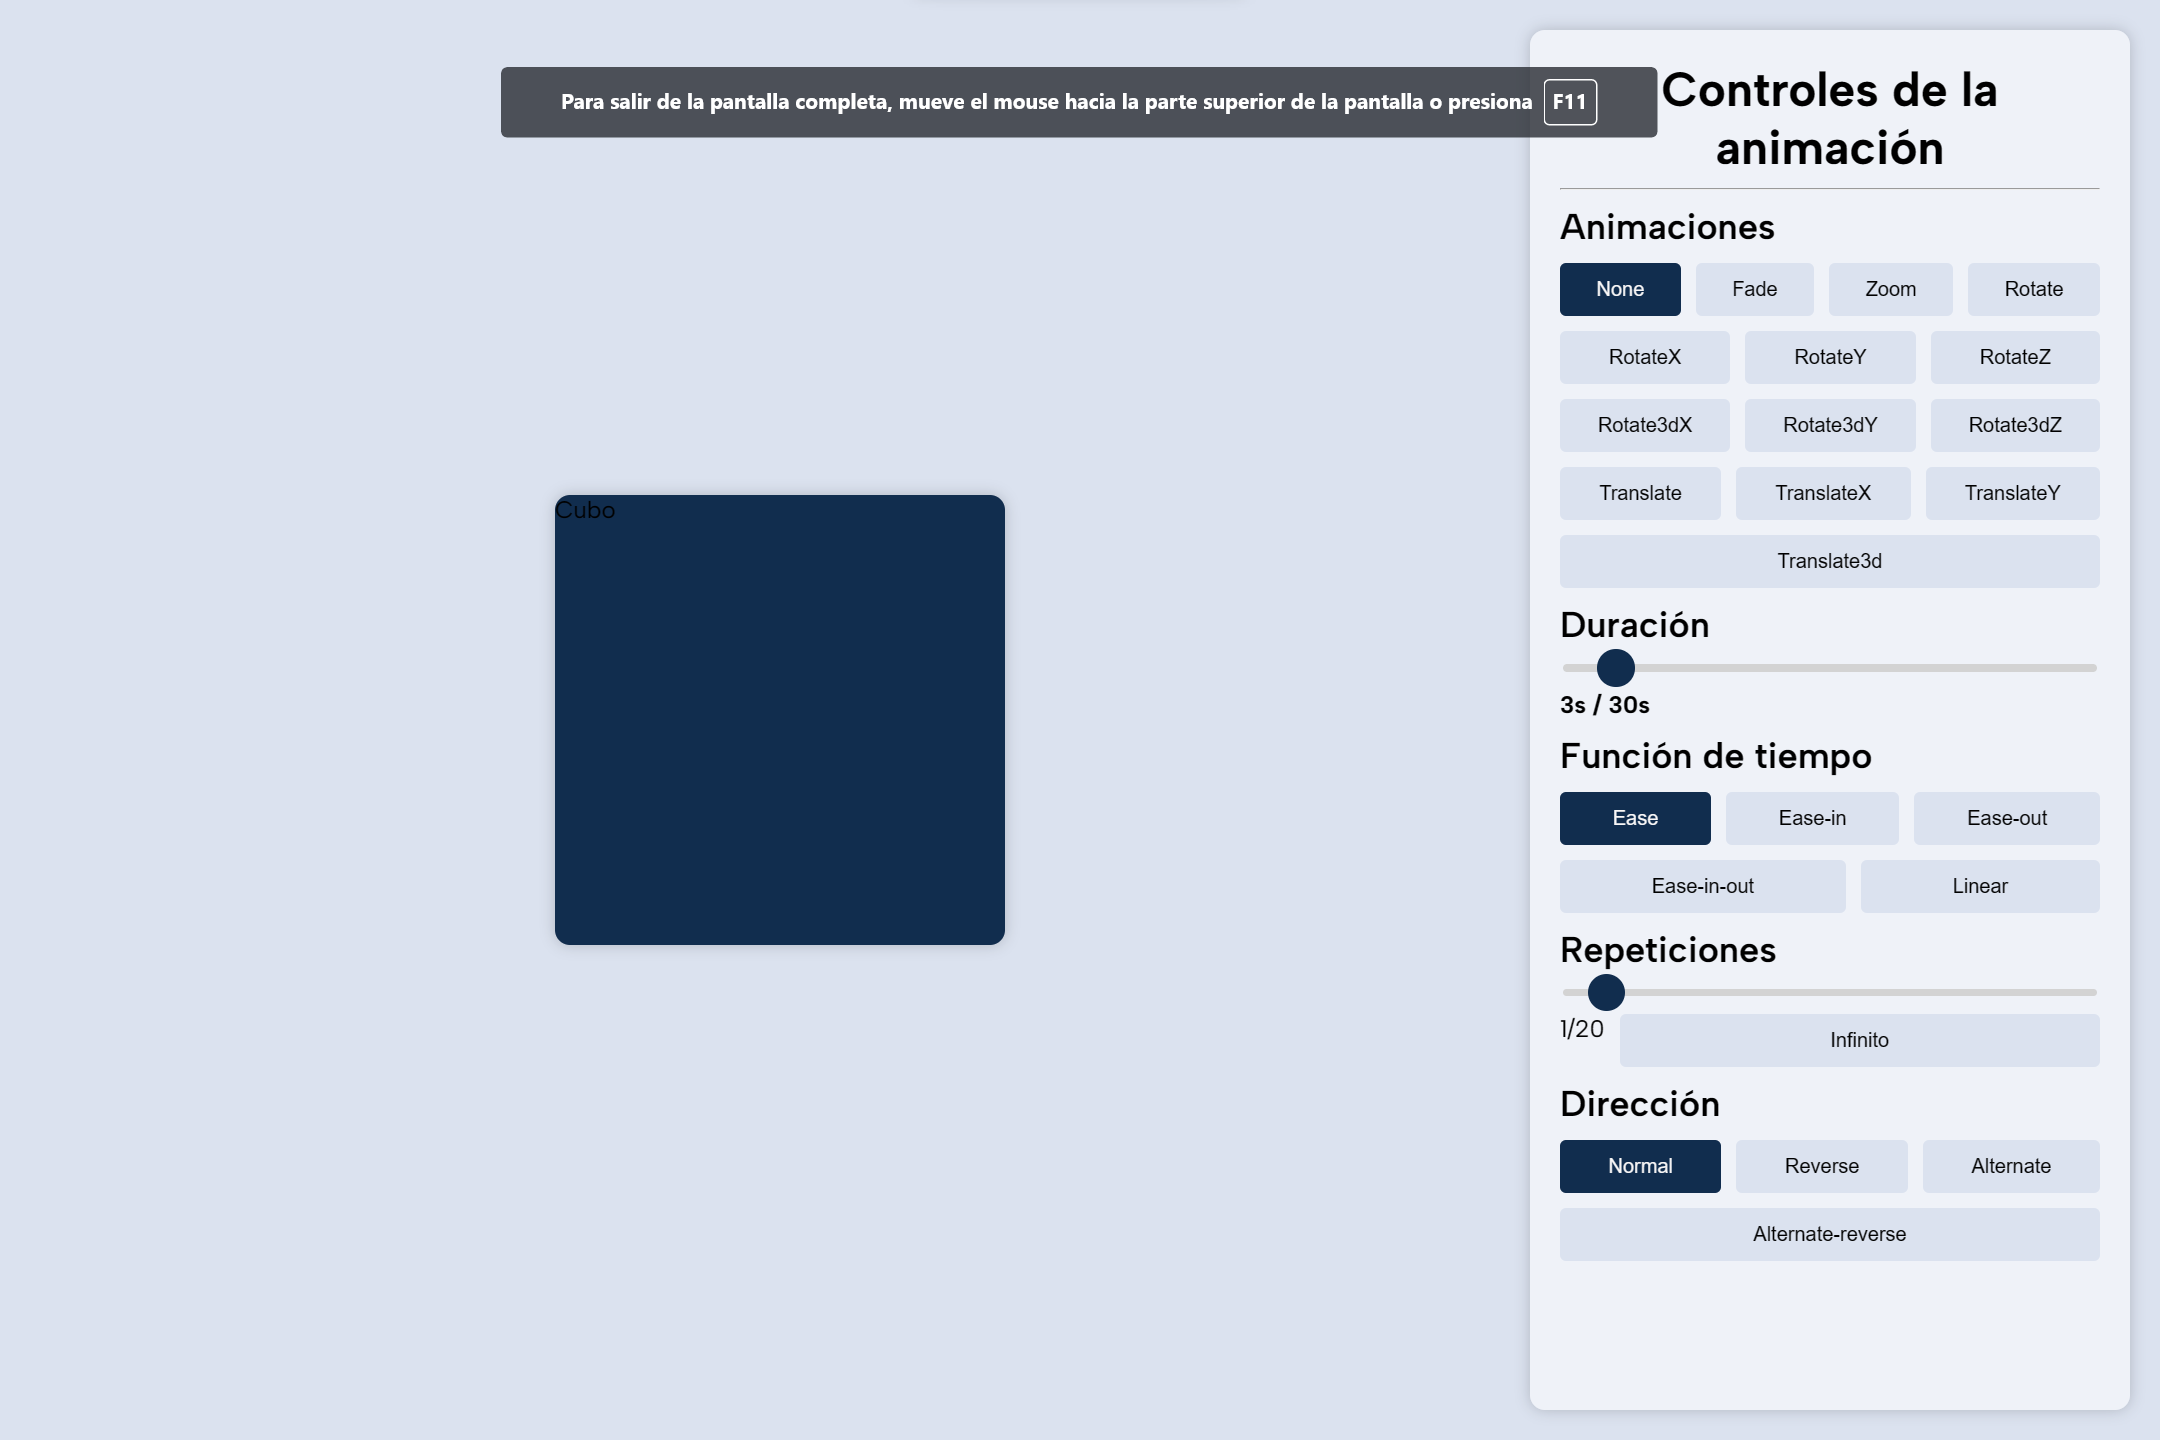 Para salir de la pantalla completa, mueve el mouse hacia la parte superior de la pantalla o presiona F11
Controles de la
animación
Animaciones
None Fade Zoom Rotate
RotateX RotateY RotateZ
Rotate3dX Rotate3dY Rotate3dZ
Translate TranslateX TranslateY
Translate3d
Cubo
Duración
3s / 30s
Función de tiempo
Ease Ease-in Ease-out
Ease-in-out Linear
Repeticiones
1/20 Infinito
Dirección
Normal Reverse Alternate
Alternate-reverse